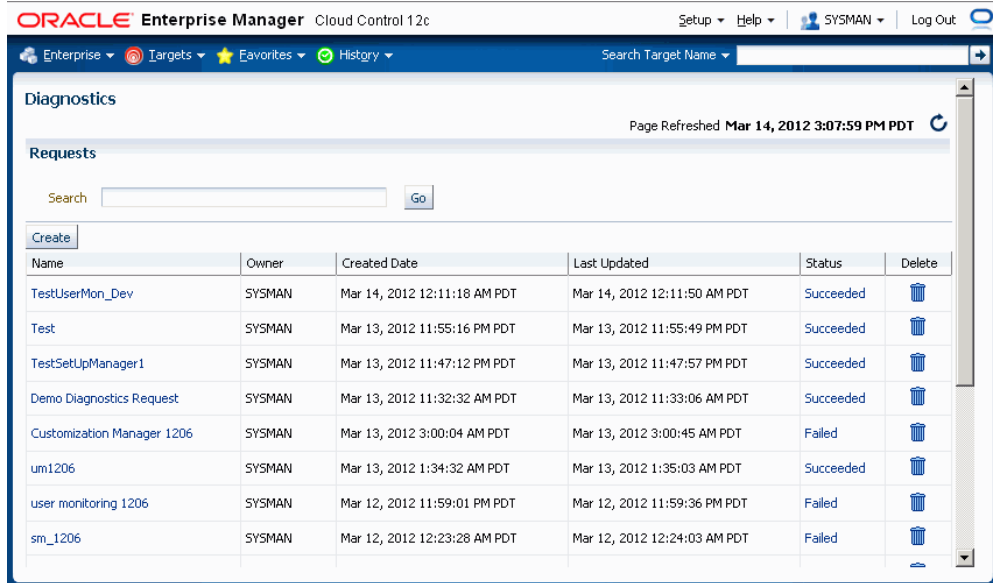 ORACLE Enterprise Manager Cloud Control 12c Setup Help SYSMAN Log Out
Enterprise Targets Favorites History Search Target Name
Diagnostics
Page Refreshed Mar 14, 2012 3:07:59 PM PDT
Requests
Search Go
Create
Name Owner Created Date Last Updated Status Delete
TestUserMon_Dev SYSMAN Mar 14, 2012 12:11:18 AM PDT Mar 14, 2012 12:11:50 AM PDT Succeeded
Test SYSMAN Mar 13, 2012 11:55:16 PM PDT Mar 13, 2012 11:55:49 PM PDT Succeeded
TestSetUpManager1 SYSMAN Mar 13, 2012 11:47:12 PM PDT Mar 13, 2012 11:47:57 PM PDT Succeeded
Demo Diagnostics Request SYSMAN Mar 13, 2012 11:32:32 AM PDT Mar 13, 2012 11:33:06 AM PDT Succeeded
Customization Manager 1206 SYSMAN Mar 13, 2012 3:00:04 AM PDT Mar 13, 2012 3:00:45 AM PDT Failed
um1206 SYSMAN Mar 13, 2012 1:34:32 AM PDT Mar 13, 2012 1:35:03 AM PDT Succeeded
user monitoring 1206 SYSMAN Mar 12, 2012 11:59:01 PM PDT Mar 12, 2012 11:59:36 PM PDT Failed
sm_1206 SYSMAN Mar 12, 2012 12:23:28 AM PDT Mar 12, 2012 12:24:03 AM PDT Failed